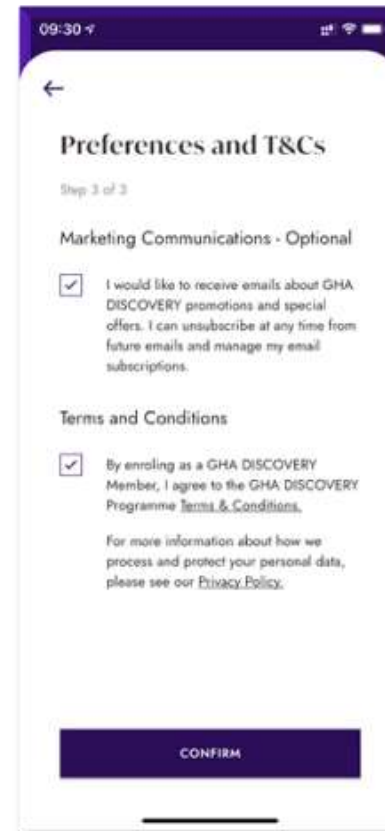 09:30
Preferences and T&Cs
Step 3 of 3
Marketing Communications - Optional
I would like to receive emails about GHA
DISCOVERY promotions and special
offers. I can unsubscribe at any time from
future emails and manage my email
subscriptions.
Terms and Conditions
By enroling as a GHA DISCOVERY
Member, I agree to the GHA DISCOVERY
Programme Terms & Conditions.
For more information about how we
process and protect your personal data,
please see our Privacy Policy.
CONFIRM